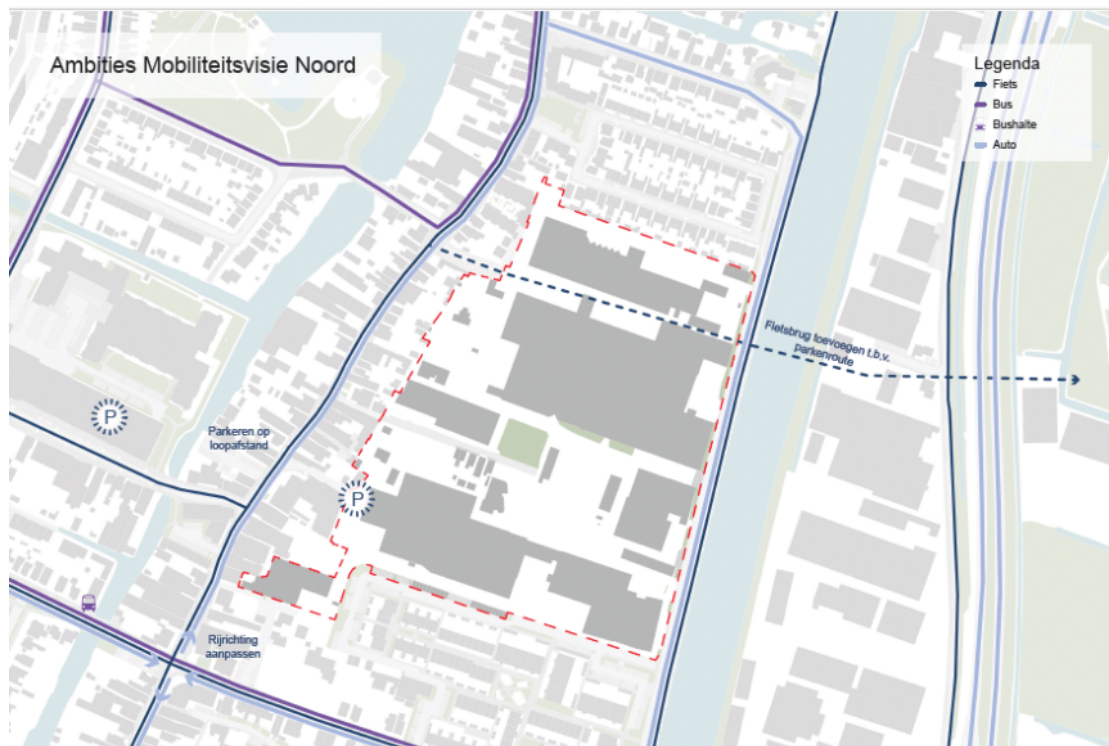 Ambities Mobiliteitsvisie Noord
Legenda
Fiets
Bus
Bushalte
Auto
Fietsbrug toevoegen t.b.v.
parkenroute
P
Parkeren op
loopafstand
P
Rijrichting
aanpassen